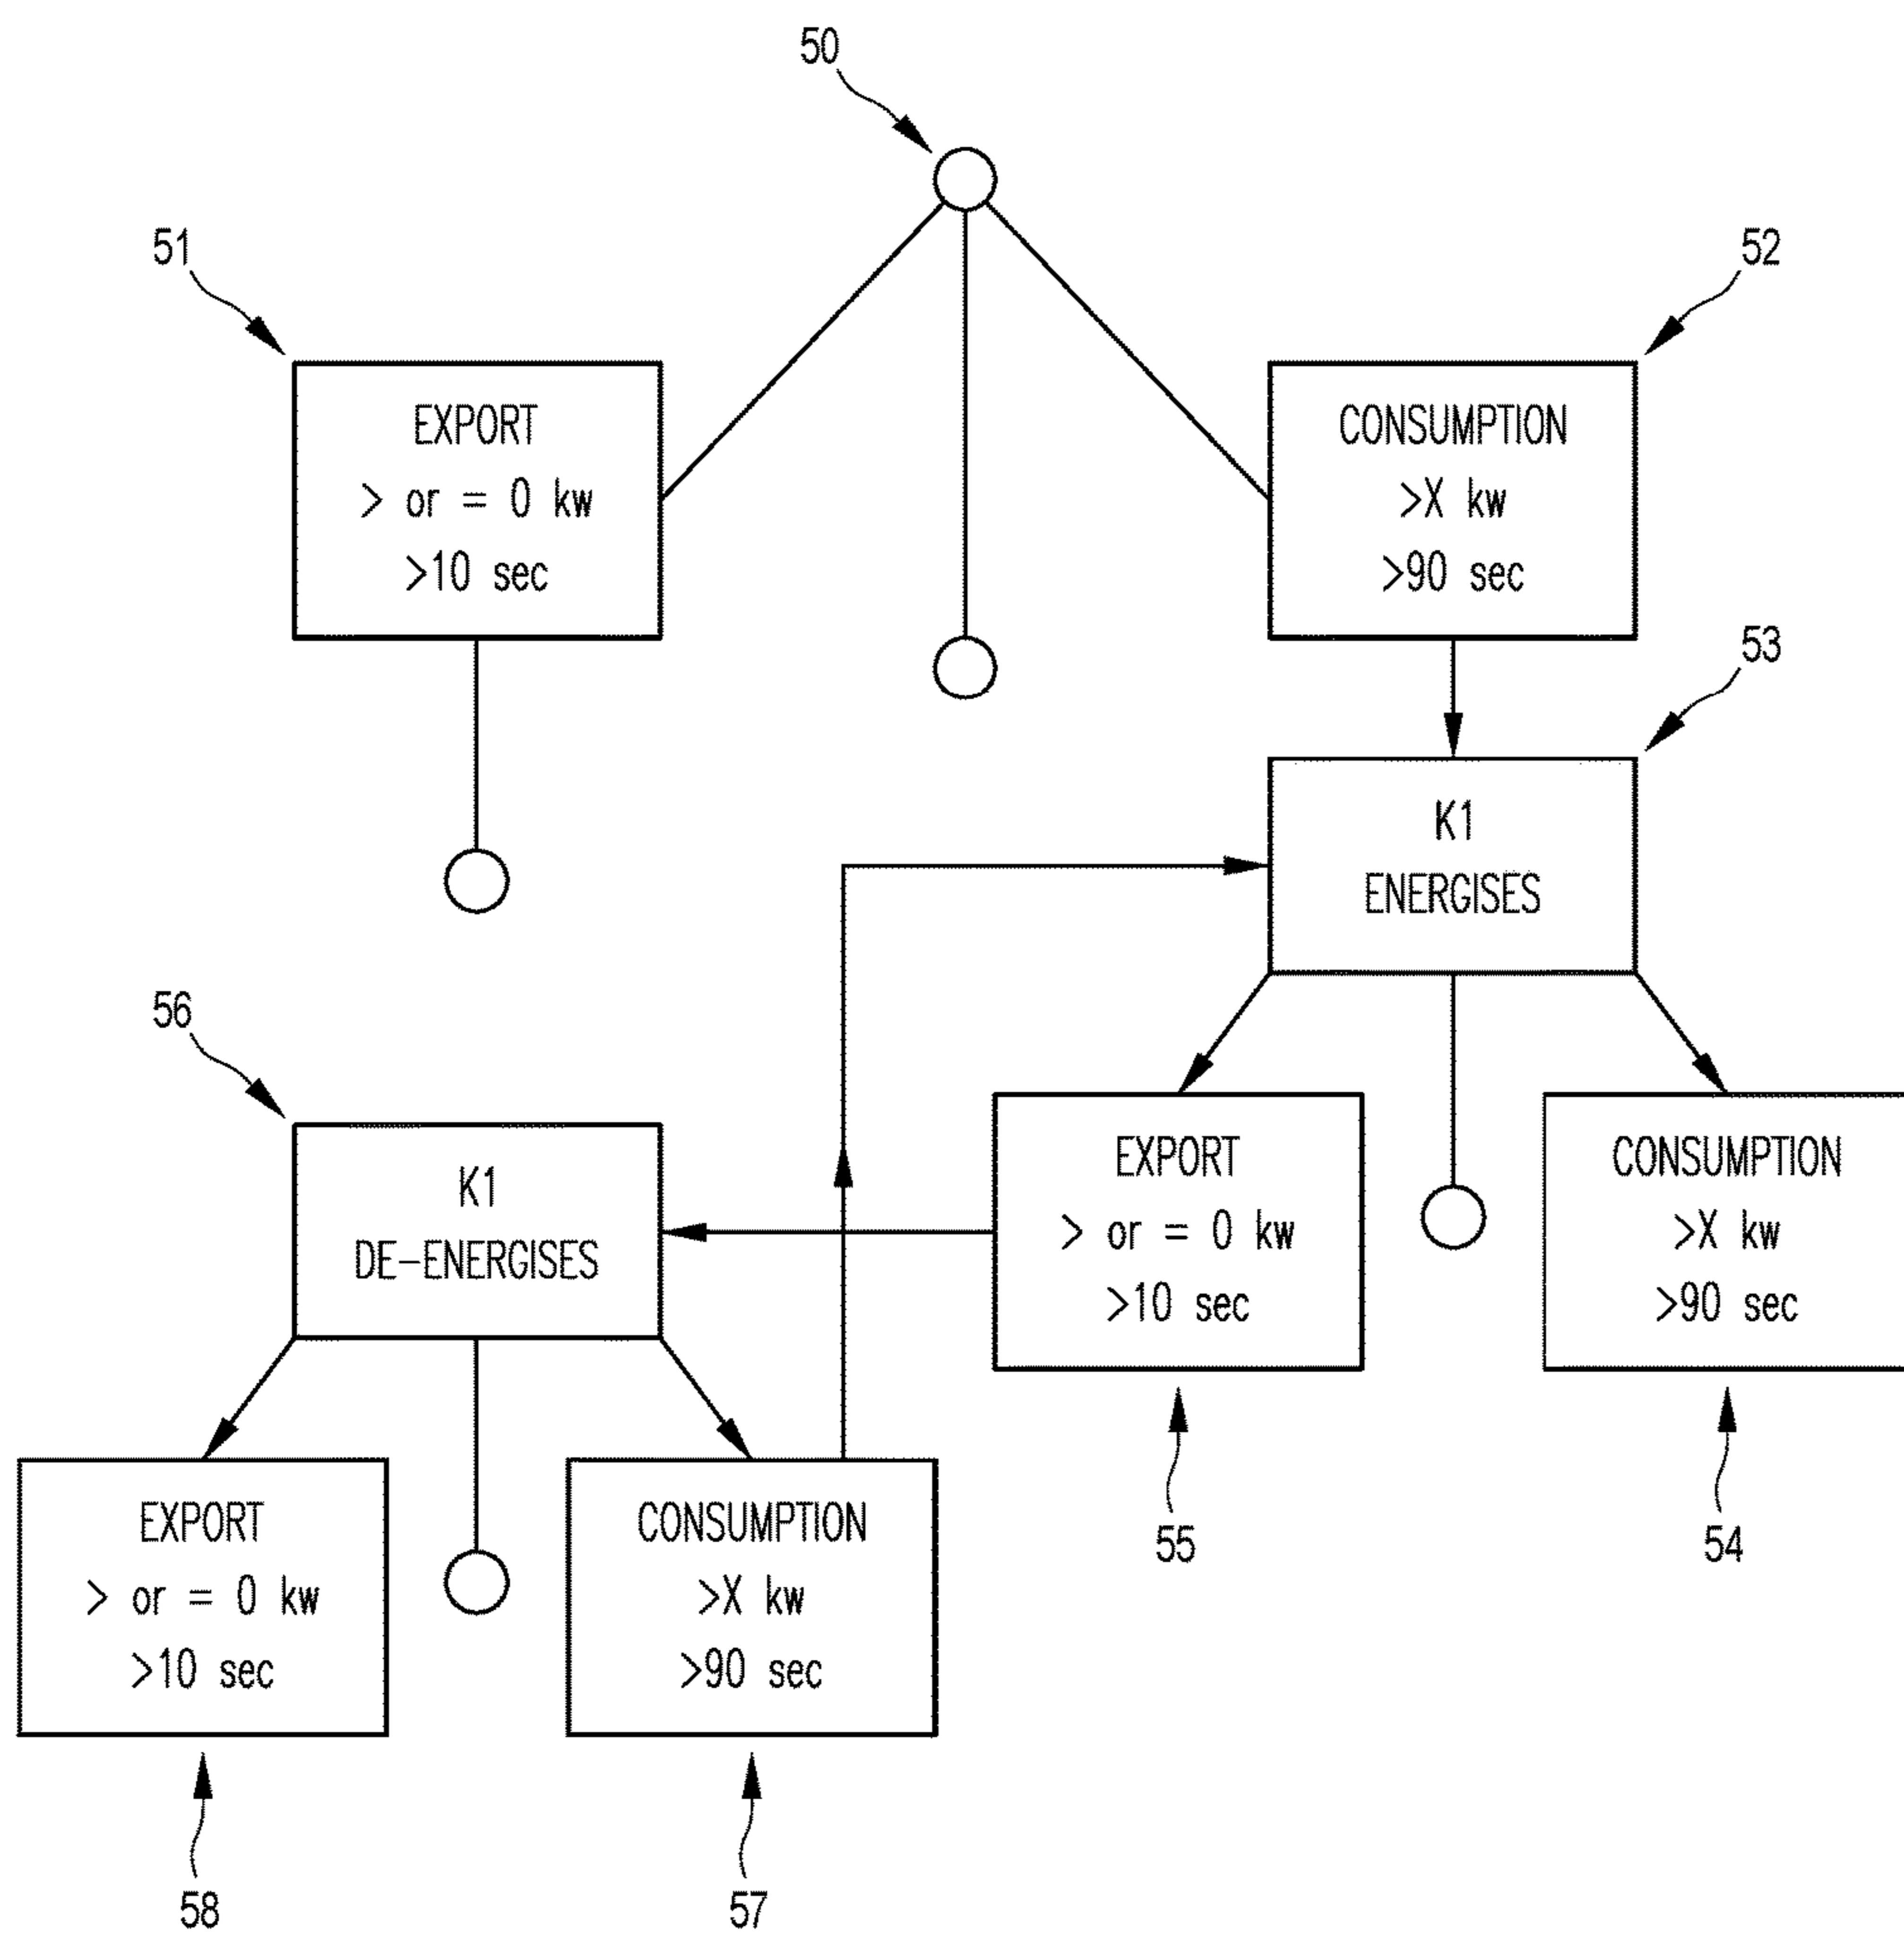 50
51
52
EXPORT
> or = 0 kw
>10 sec
CONSUMPTION
>X kw
>90 sec
53
K1
ENERGISES
56
K1
DE-ENERGISES
EXPORT
> or = 0 kw
>10 sec
CONSUMPTION
>X kw
>90 sec
EXPORT
> or = 0 kw
>10 sec
CONSUMPTION
>X kw
>90 sec
55
54
58
57